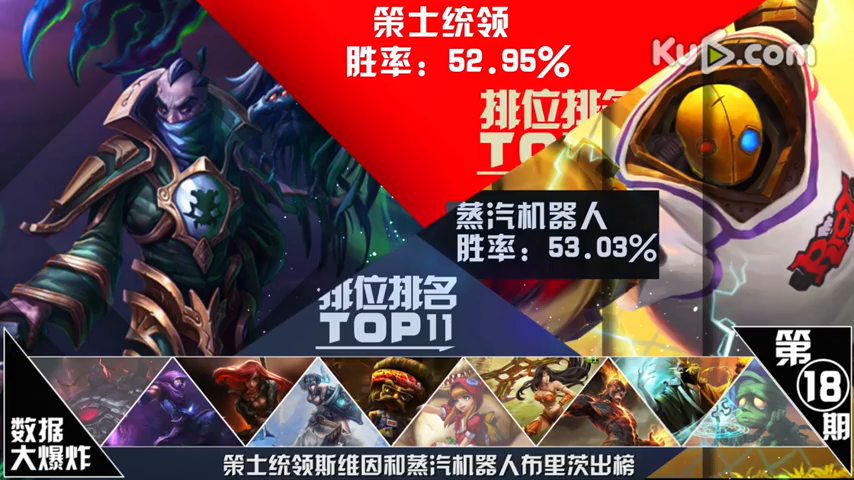 策士统领
胜率：52.95%
Ku6.com
排位排名
TO
蒸汽机器人
胜率：53.03%
排位排名
TOP11
第
18
期
数据
大爆炸
策士统领斯维因和蒸汽机器人布里茨出榜